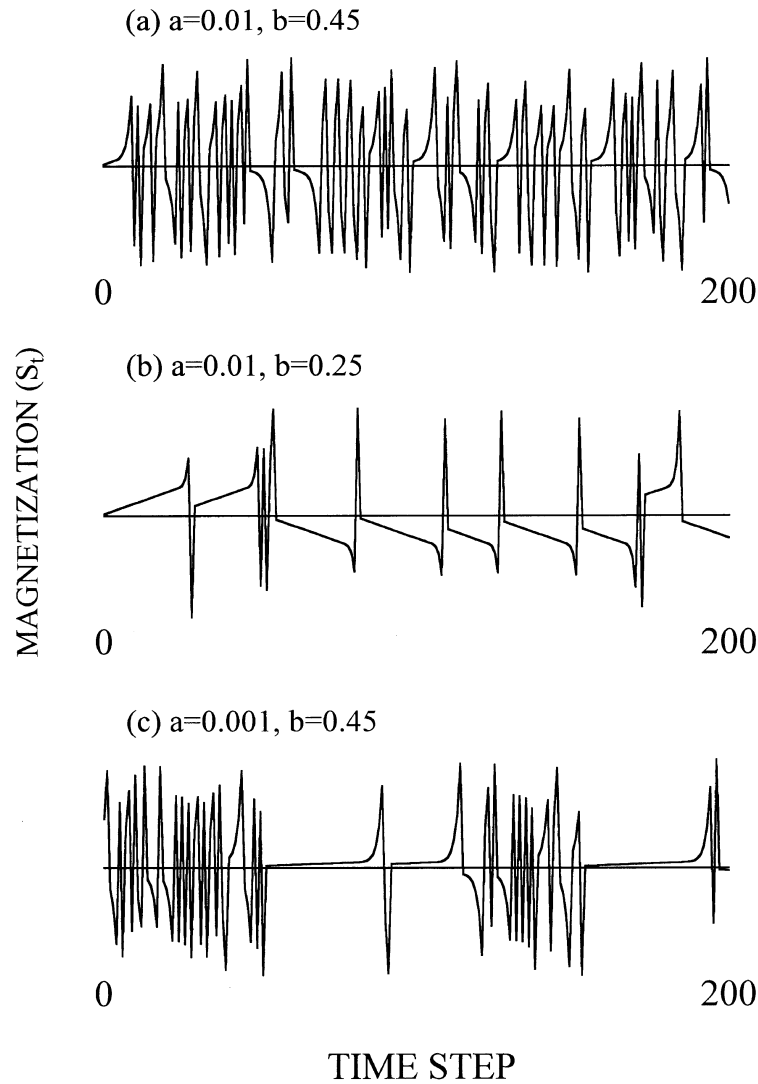 (a) a=0.01, b=0.45
0
200
(b) a=0.01, b=0.25
MAGNETIZATION (Sₜ)
0
200
(c) a=0.001, b=0.45
0
200
TIME STEP